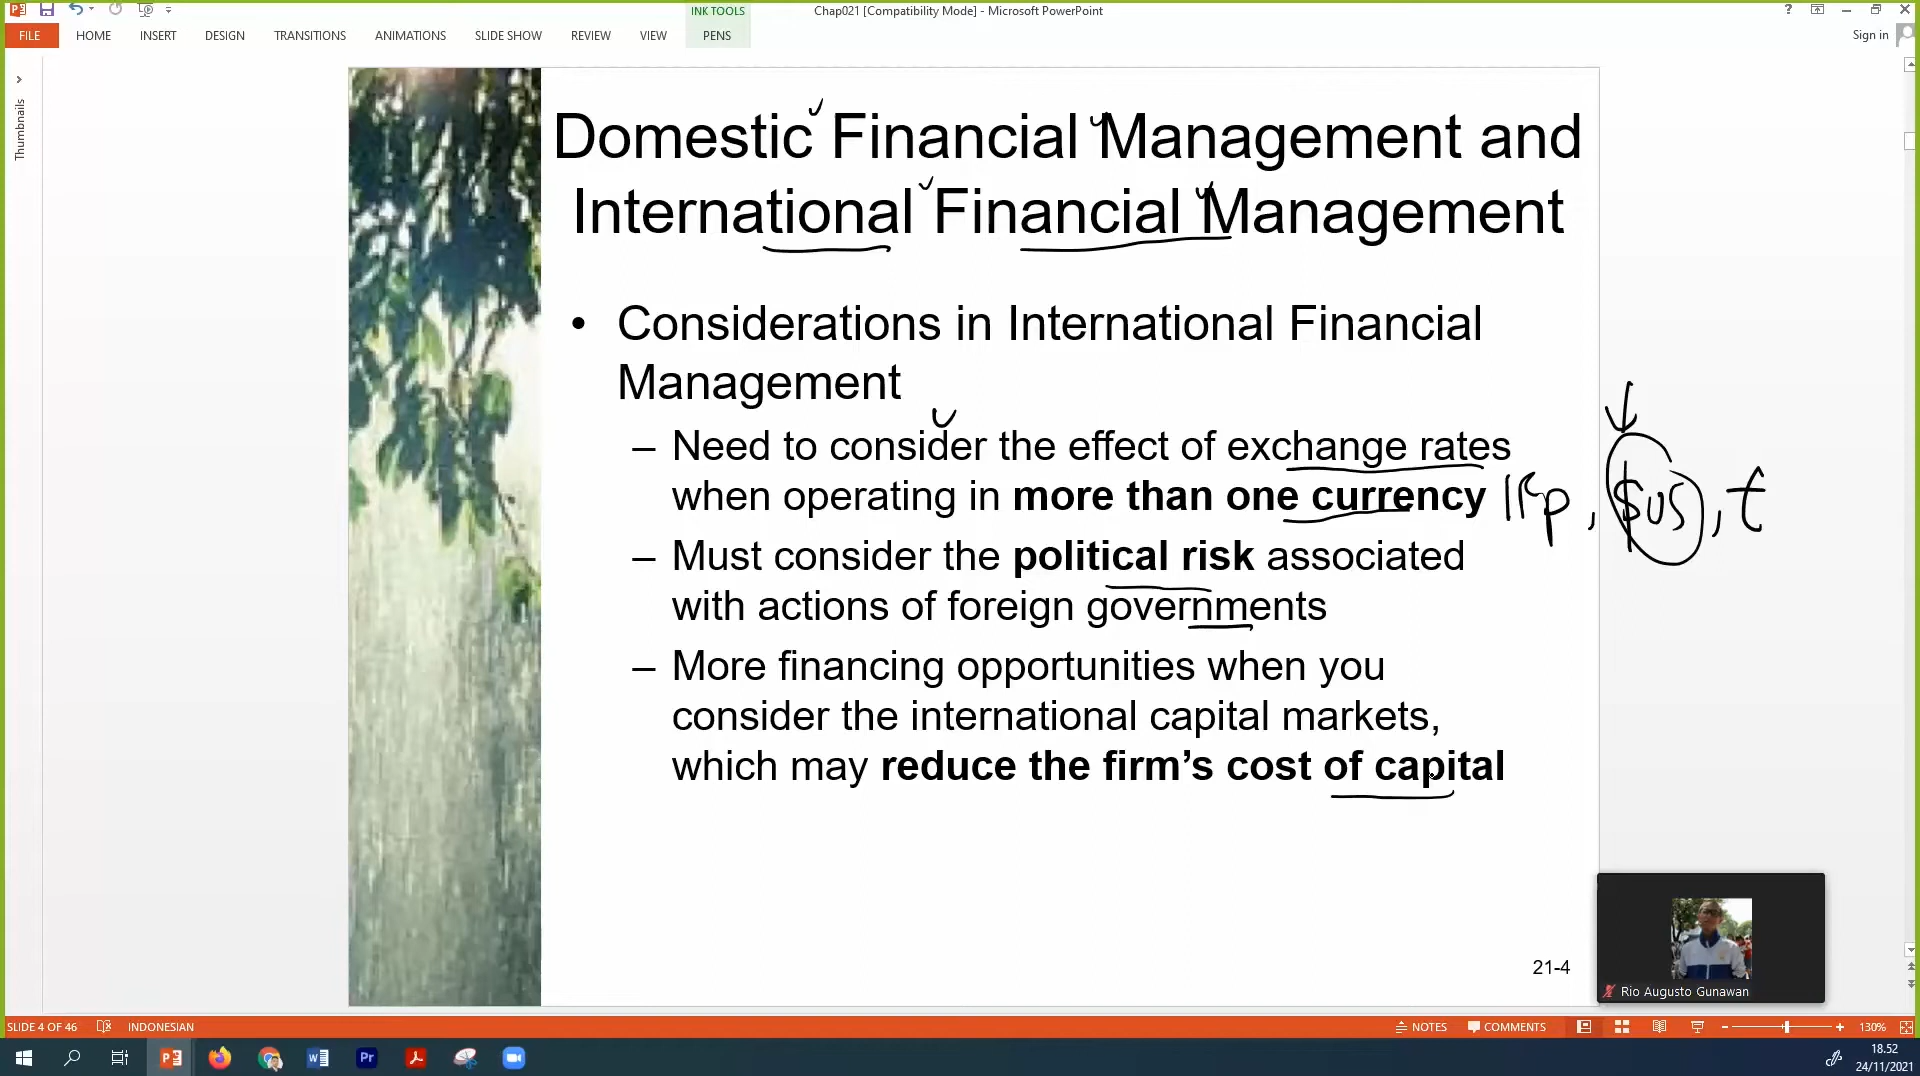 INK TOOLS
Chap021 [Compatibility Mode] - Microsoft PowerPoint
FILE HOME INSERT DESIGN TRANSITIONS ANIMATIONS SLIDE SHOW REVIEW VIEW PENS
Sign in
Thumbnails
Domestic Financial Management and
International Financial Management
• Considerations in International Financial
Management
– Need to consider the effect of exchange rates
when operating in more than one currency
Rp, $US, t
– Must consider the political risk associated
with actions of foreign governments
– More financing opportunities when you
consider the international capital markets,
which may reduce the firm’s cost of capital
21-4
Rio Augusto Gunawan
SLIDE 4 OF 46 INDONESIAN NOTES COMMENTS 130%
18.52
24/11/2021